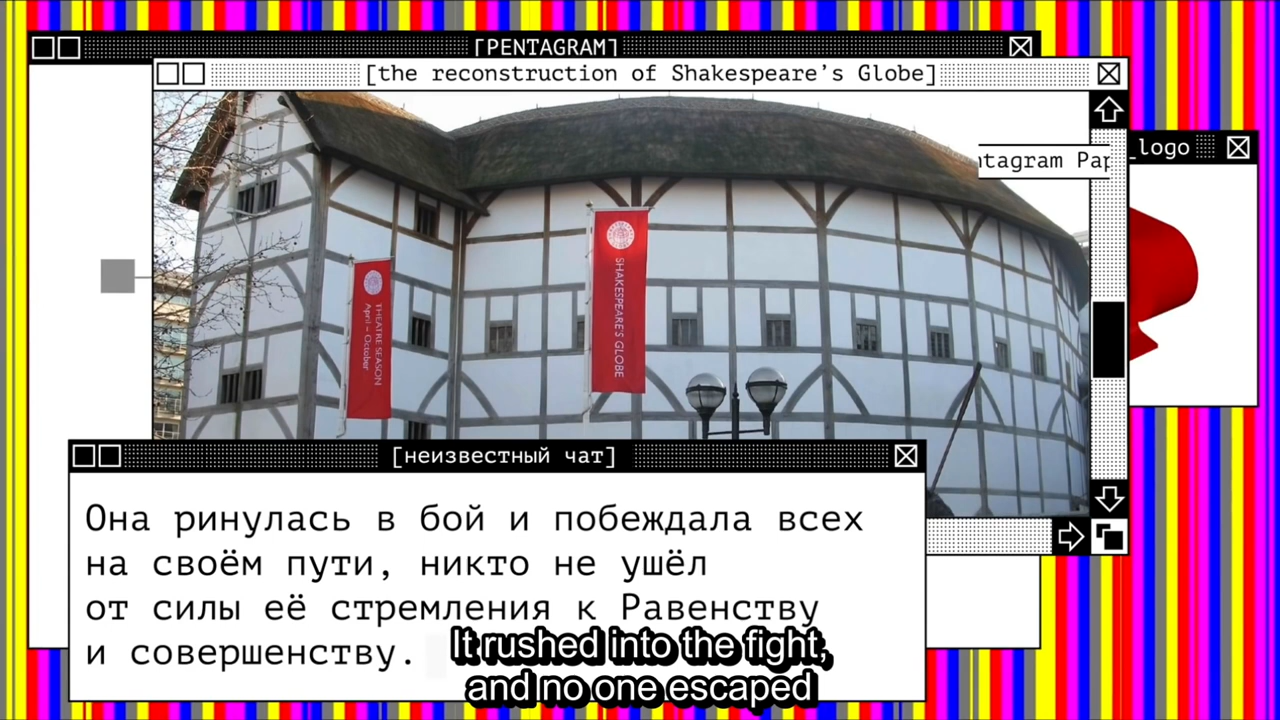 [PENTAGRAM]
[the reconstruction of Shakespeare's Globe]
_logo
ntagram Pap
THEATRE SEASON
April – October
SHAKESPEARE'S GLOBE
[неизвестный чат]
Она ринулась в бой и побеждала всех
на своём пути, никто не ушёл
от силы её стремления к Равенству
и совершенству.
It rushed into the fight,
and no one escaped